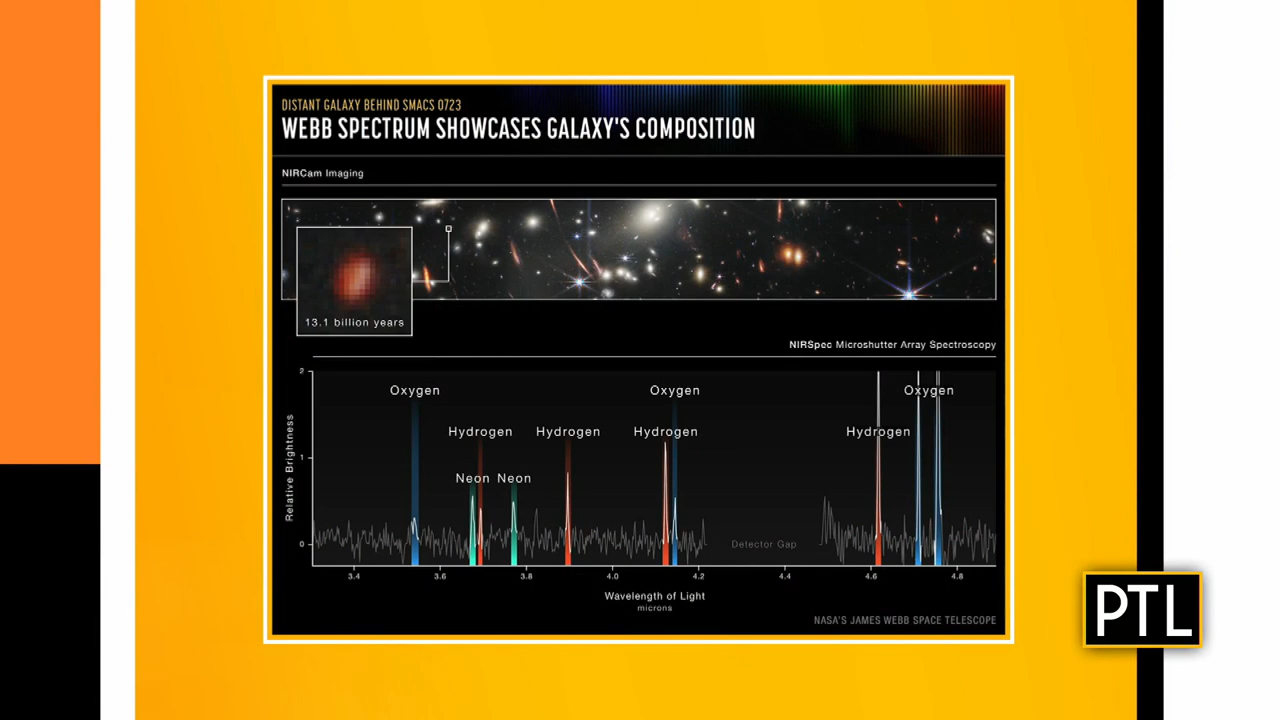 DISTANT GALAXY BEHIND SMACS 0723
WEBB SPECTRUM SHOWCASES GALAXY'S COMPOSITION
NIRCam Imaging
13.1 billion years
NIRSpec Microshutter Array Spectroscopy
2
Oxygen
Oxygen
Oxygen
Hydrogen
Hydrogen
Hydrogen
Hydrogen
1
Neon
Neon
Relative Brightness
0
Detector Gap
3.4 3.6 3.8 4.0 4.2 4.4 4.6 4.8
Wavelength of Light
microns
NASA'S JAMES WEBB SPACE TELESCOPE
PTL